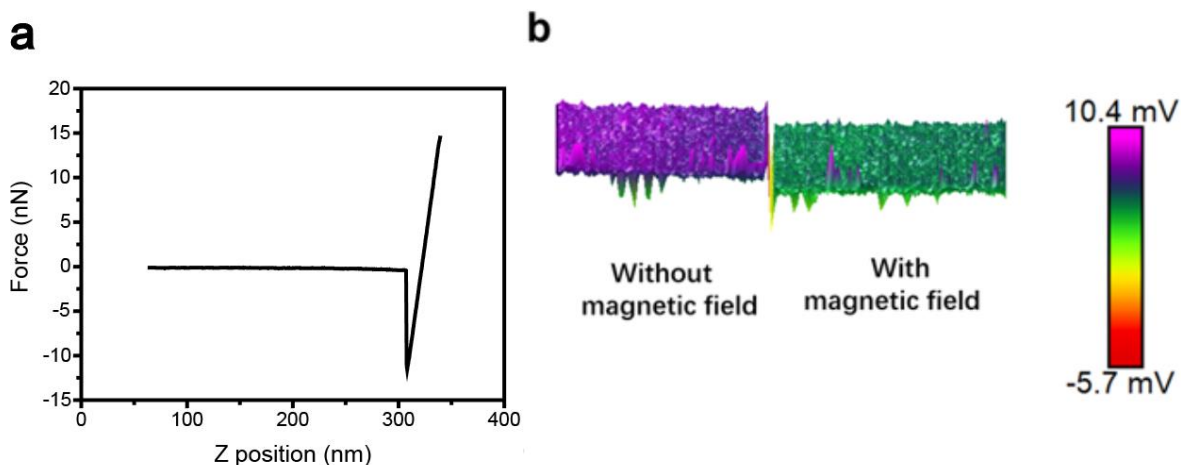 a
20
15
10
5
0
-5
-10
-15
Force (nN)
0 100 200 300 400
Z position (nm)
b
Without
magnetic field
With
magnetic field
10.4 mV
-5.7 mV